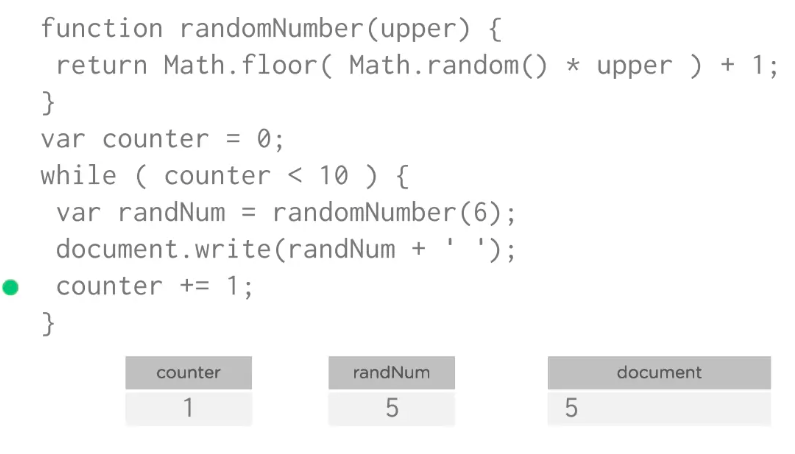 function randomNumber(upper) {
 return Math.floor( Math.random() * upper ) + 1;
}
var counter = 0;
while ( counter < 10 ) {
 var randNum = randomNumber(6);
 document.write(randNum + ' ');
 counter += 1;
}
counter randNum document
1 5 5